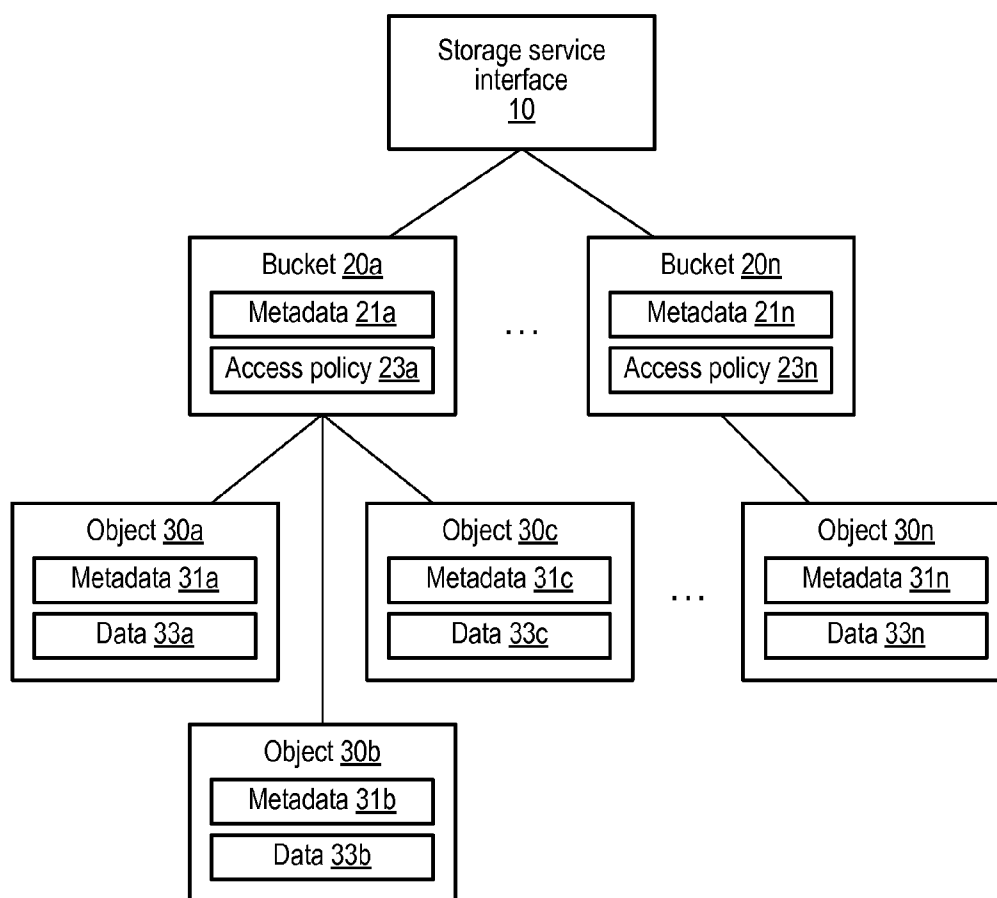 Storage service
interface
10
Bucket 20a
Metadata 21a
Access policy 23a
...
Bucket 20n
Metadata 21n
Access policy 23n
Object 30a
Metadata 31a
Data 33a
Object 30c
Metadata 31c
Data 33c
...
Object 30n
Metadata 31n
Data 33n
Object 30b
Metadata 31b
Data 33b